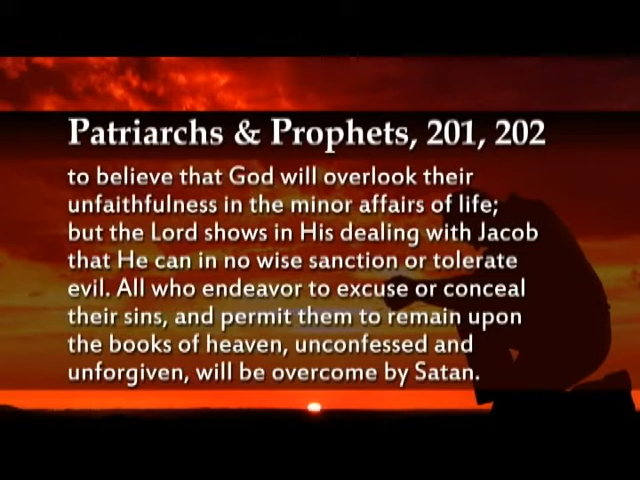 Patriarchs & Prophets, 201, 202
to believe that God will overlook their
unfaithfulness in the minor affairs of life;
but the Lord shows in His dealing with Jacob
that He can in no wise sanction or tolerate
evil. All who endeavor to excuse or conceal
their sins, and permit them to remain upon
the books of heaven, unconfessed and
unforgiven, will be overcome by Satan.